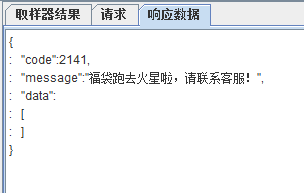 取样器结果 请求 响应数据
{
: "code":2141,
: "message":"福袋跑去火星啦，请联系客服！",
: "data":
: [
: ]
}